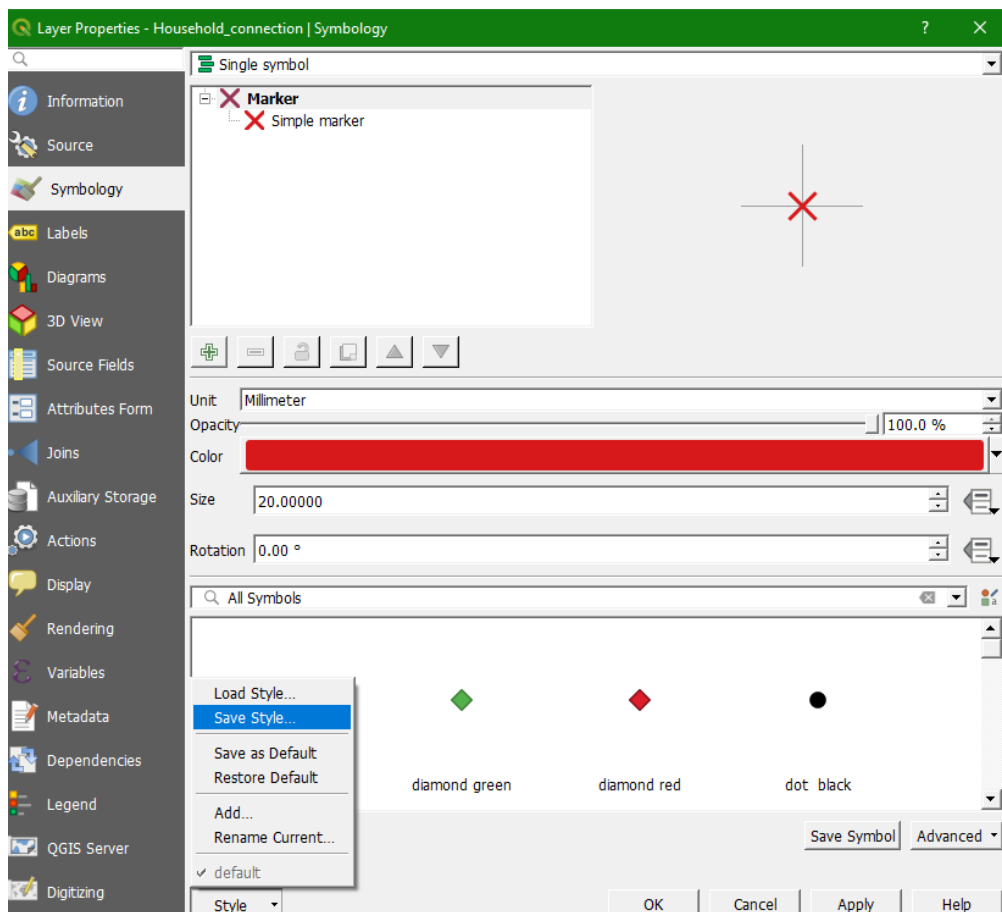 Layer Properties - Household_connection | Symbology
?
Single symbol
Information
Source
Symbology
abc Labels
Diagrams
3D View
Source Fields
Attributes Form
Joins
Auxiliary Storage
Actions
Display
Rendering
Variables
Metadata
Dependencies
Legend
QGIS Server
Digitizing
Marker
Simple marker
Unit Millimeter
Opacity 100.0 %
Color
Size 20.00000
Rotation 0.00 °
All Symbols
diamond green diamond red dot black
Load Style...
Save Style...
Save as Default
Restore Default
Add...
Rename Current...
default
Save Symbol Advanced
Style OK Cancel Apply Help